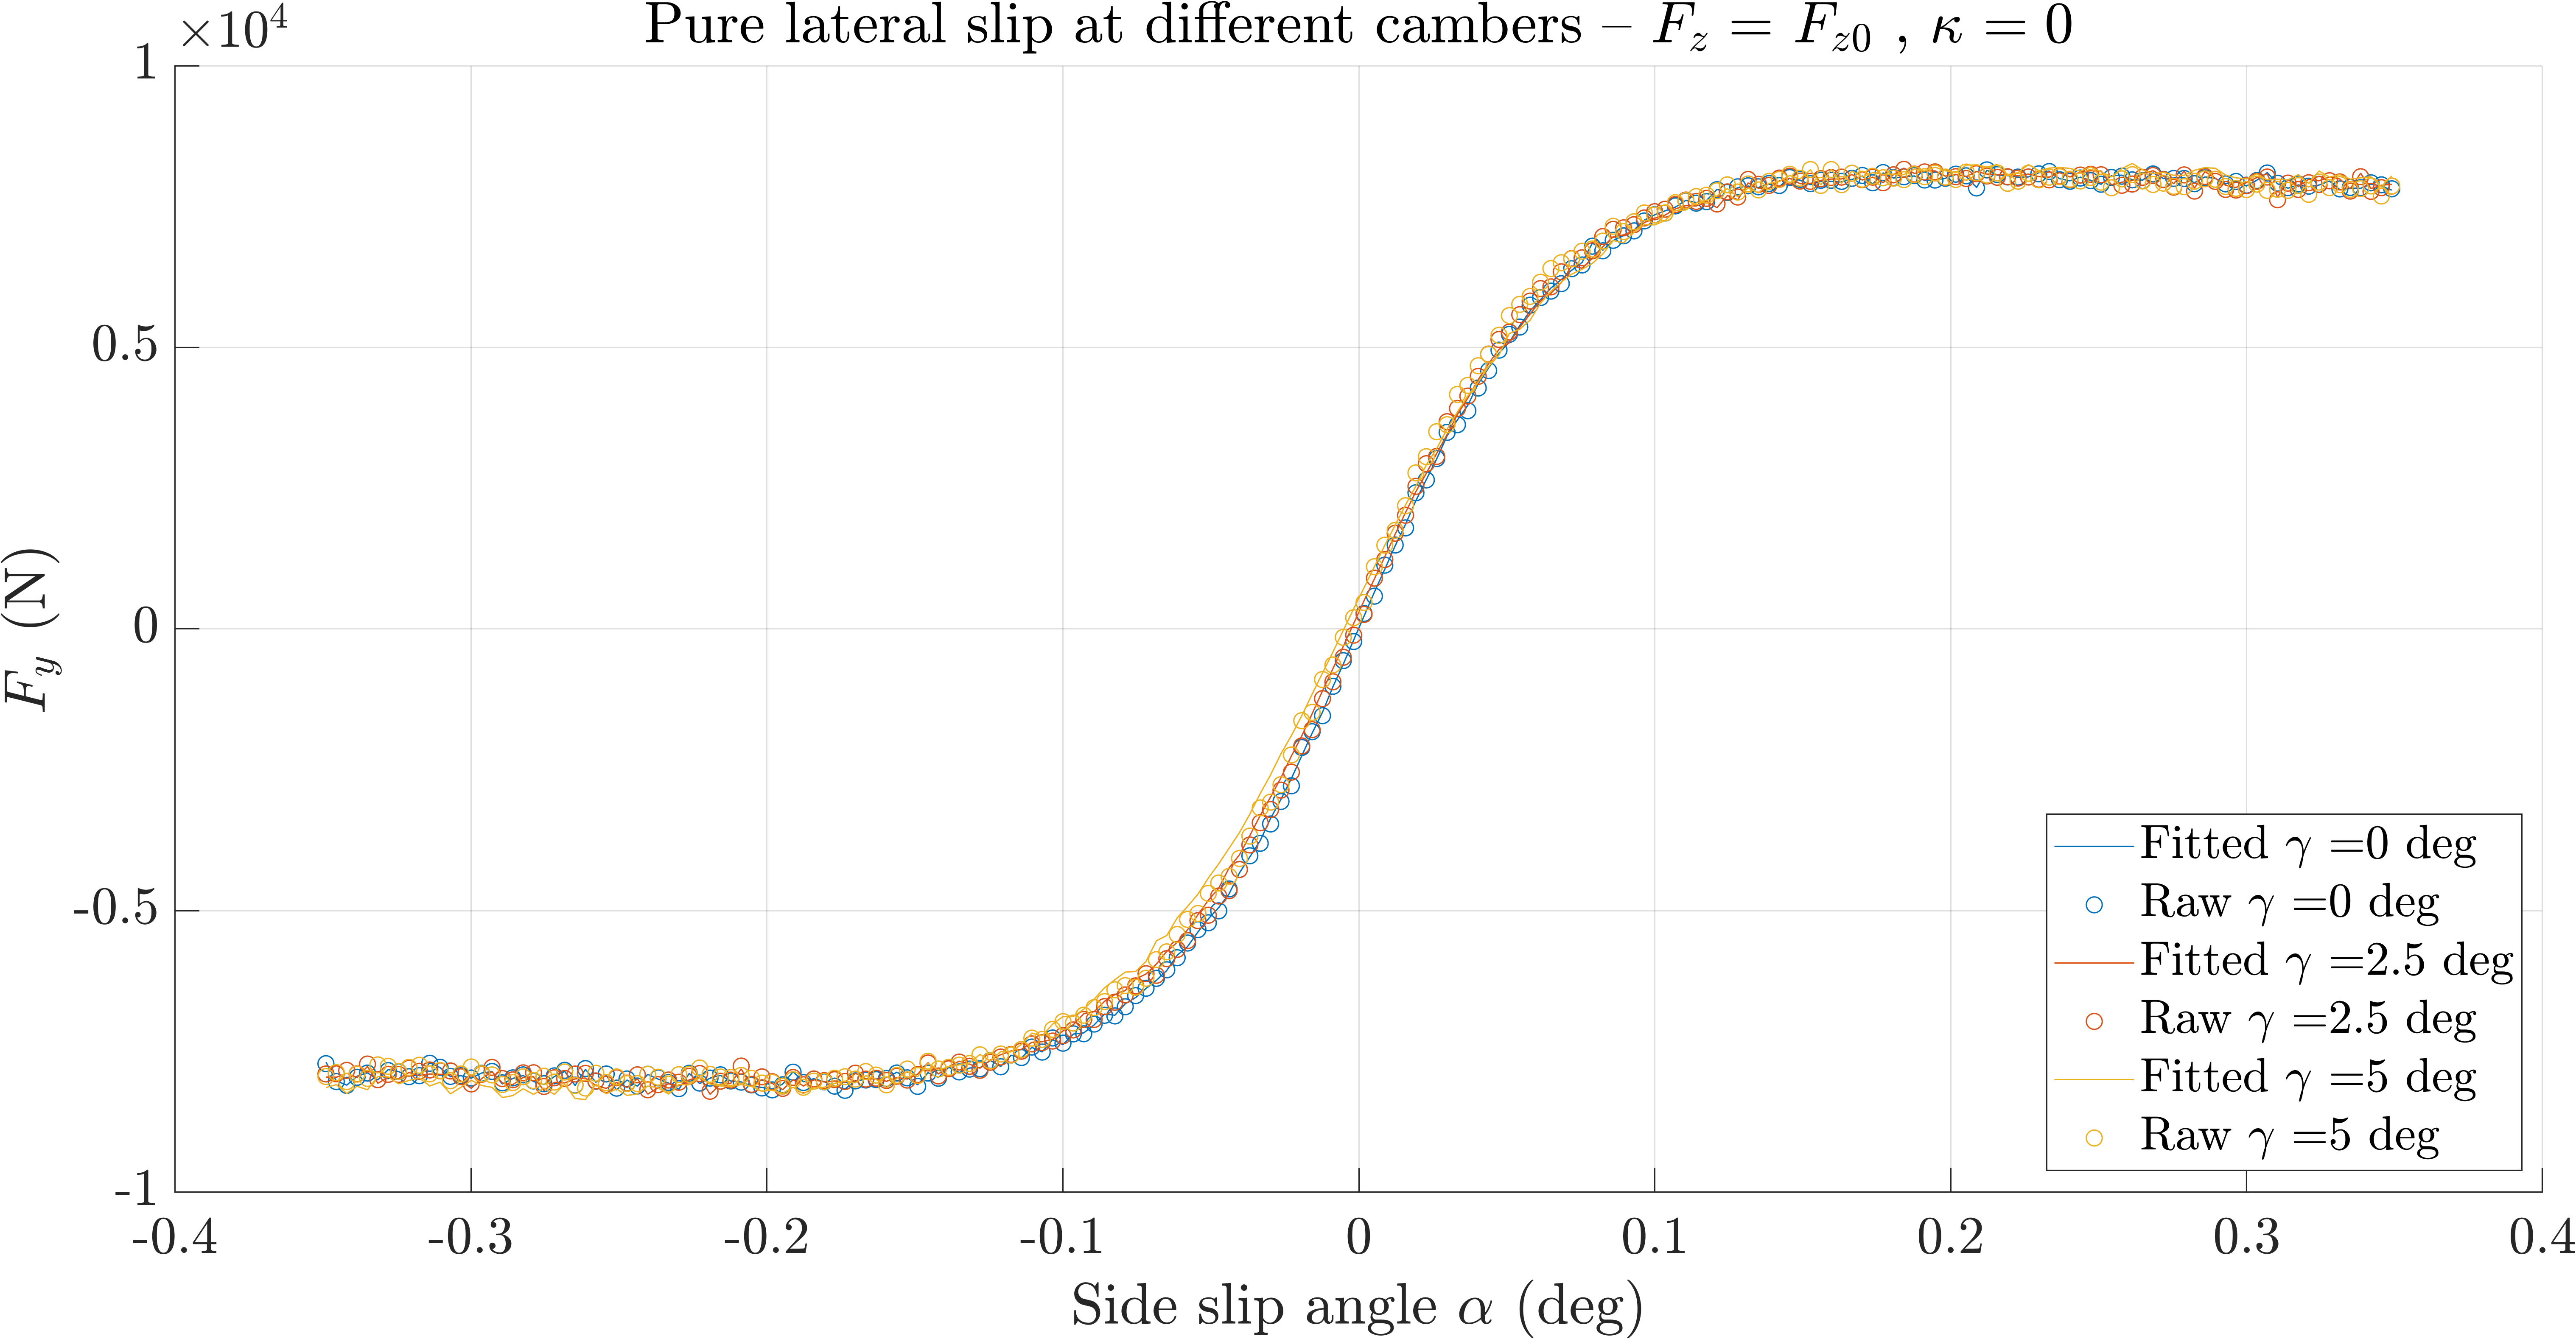 Pure lateral slip at different cambers – F_z = F_{z0} , κ = 0
×10^4
1
0.5
0
-0.5
-1
F_y (N)
-0.4 -0.3 -0.2 -0.1 0 0.1 0.2 0.3 0.4
Side slip angle α (deg)
Fitted γ =0 deg
Raw γ =0 deg
Fitted γ =2.5 deg
Raw γ =2.5 deg
Fitted γ =5 deg
Raw γ =5 deg